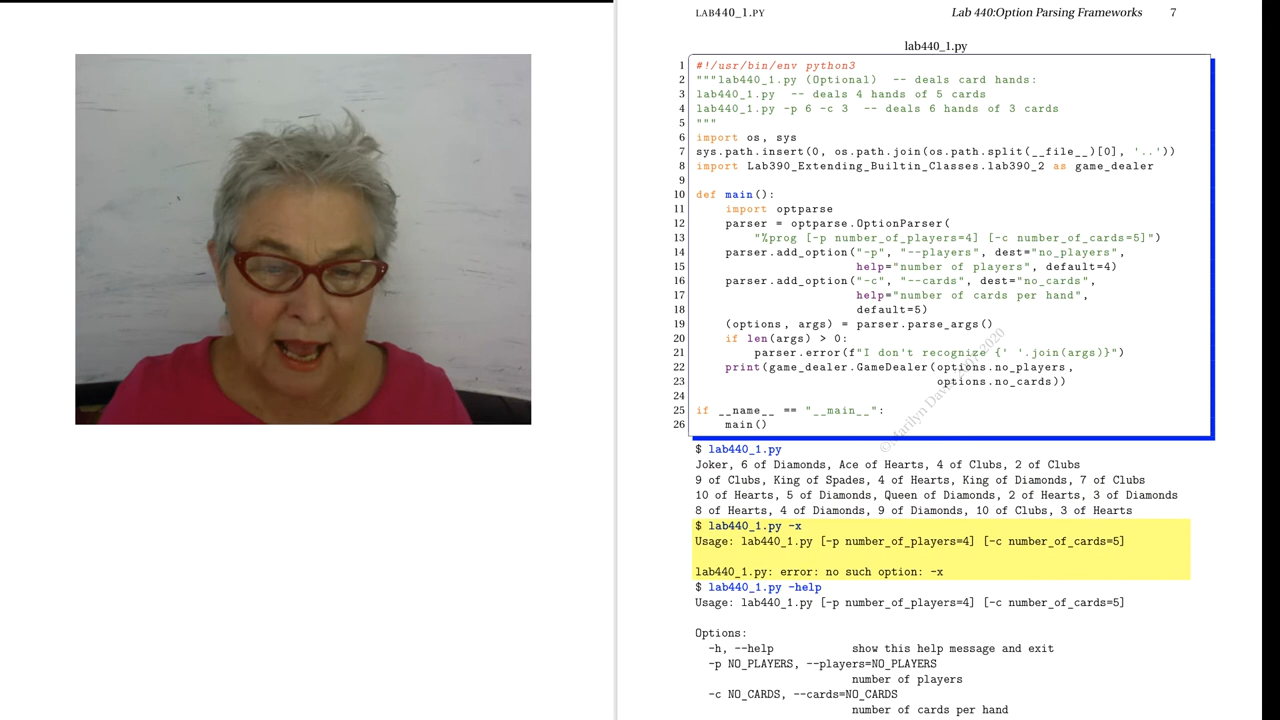 LAB440_1.PY Lab 440:Option Parsing Frameworks 7
lab440_1.py
1 #!/usr/bin/env python3
2 """lab440_1.py (Optional)  -- deals card hands:
3 lab440_1.py  -- deals 4 hands of 5 cards
4 lab440_1.py -p 6 -c 3  -- deals 6 hands of 3 cards
5 """
6 import os, sys
7 sys.path.insert(0, os.path.join(os.path.split(__file__)[0], '..'))
8 import Lab390_Extending_Builtin_Classes.lab390_2 as game_dealer
9
10 def main():
11     import optparse
12     parser = optparse.OptionParser(
13         "%prog [-p number_of_players=4] [-c number_of_cards=5]")
14     parser.add_option("-p", "--players", dest="no_players",
15                       help="number of players", default=4)
16     parser.add_option("-c", "--cards", dest="no_cards",
17                       help="number of cards per hand",
18                       default=5)
19     (options, args) = parser.parse_args()
20     if len(args) > 0:
21         parser.error(f"I don't recognize {' '.join(args)}")
22     print(game_dealer.GameDealer(options.no_players,
23                                  options.no_cards))
24
25 if __name__ == "__main__":
26     main()
$ lab440_1.py
Joker, 6 of Diamonds, Ace of Hearts, 4 of Clubs, 2 of Clubs
9 of Clubs, King of Spades, 4 of Hearts, King of Diamonds, 7 of Clubs
10 of Hearts, 5 of Diamonds, Queen of Diamonds, 2 of Hearts, 3 of Diamonds
8 of Hearts, 4 of Diamonds, 9 of Diamonds, 10 of Clubs, 3 of Hearts
$ lab440_1.py -x
Usage: lab440_1.py [-p number_of_players=4] [-c number_of_cards=5]
lab440_1.py: error: no such option: -x
$ lab440_1.py -help
Usage: lab440_1.py [-p number_of_players=4] [-c number_of_cards=5]
Options:
-h, --help show this help message and exit
-p NO_PLAYERS, --players=NO_PLAYERS
number of players
-c NO_CARDS, --cards=NO_CARDS
number of cards per hand
©Marilyn